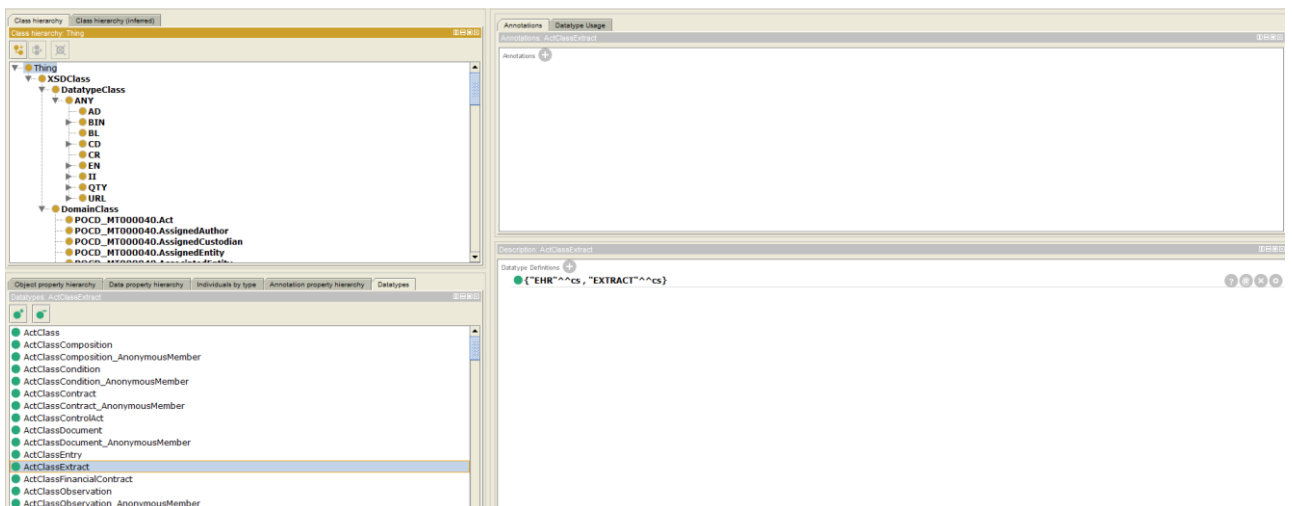 Class hierarchy Class hierarchy (inferred)
Class hierarchy: Thing
Thing
XSDClass
DatatypeClass
ANY
AD
BIN
BL
CD
CR
EN
II
QTY
URL
DomainClass
POCD_MT000040.Act
POCD_MT000040.AssignedAuthor
POCD_MT000040.AssignedCustodian
POCD_MT000040.AssignedEntity
POCD_MT000040.AssociatedEntity
Object property hierarchy Data property hierarchy Individuals by type Annotation property hierarchy Datatypes
Datatypes: ActClassExtract
ActClass
ActClassComposition
ActClassComposition_AnonymousMember
ActClassCondition
ActClassCondition_AnonymousMember
ActClassContract
ActClassContract_AnonymousMember
ActClassControlAct
ActClassDocument
ActClassDocument_AnonymousMember
ActClassEntry
ActClassExtract
ActClassFinancialContract
ActClassObservation
ActClassObservation_AnonymousMember
Annotations Datatype Usage
Annotations: ActClassExtract
Annotations
Description: ActClassExtract
Datatype Definitions
{"EHR"^^cs , "EXTRACT"^^cs}